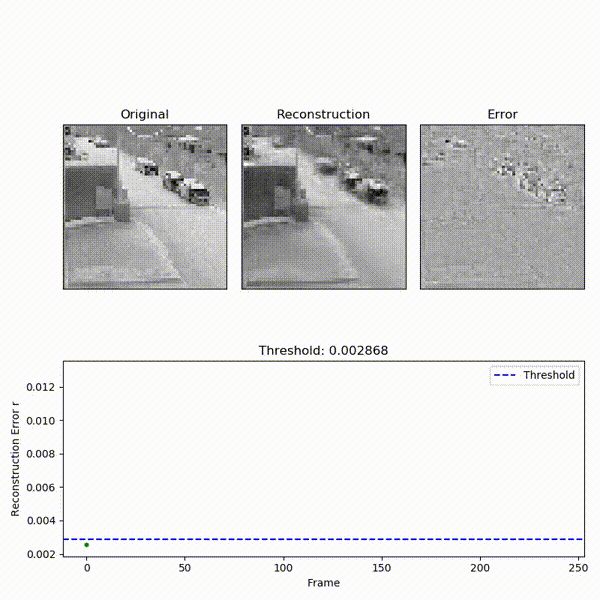 Original Reconstruction Error
Threshold: 0.002868
Threshold
0.012
0.010
0.008
0.006
0.004
0.002
Reconstruction Error r
0 50 100 150 200 250
Frame